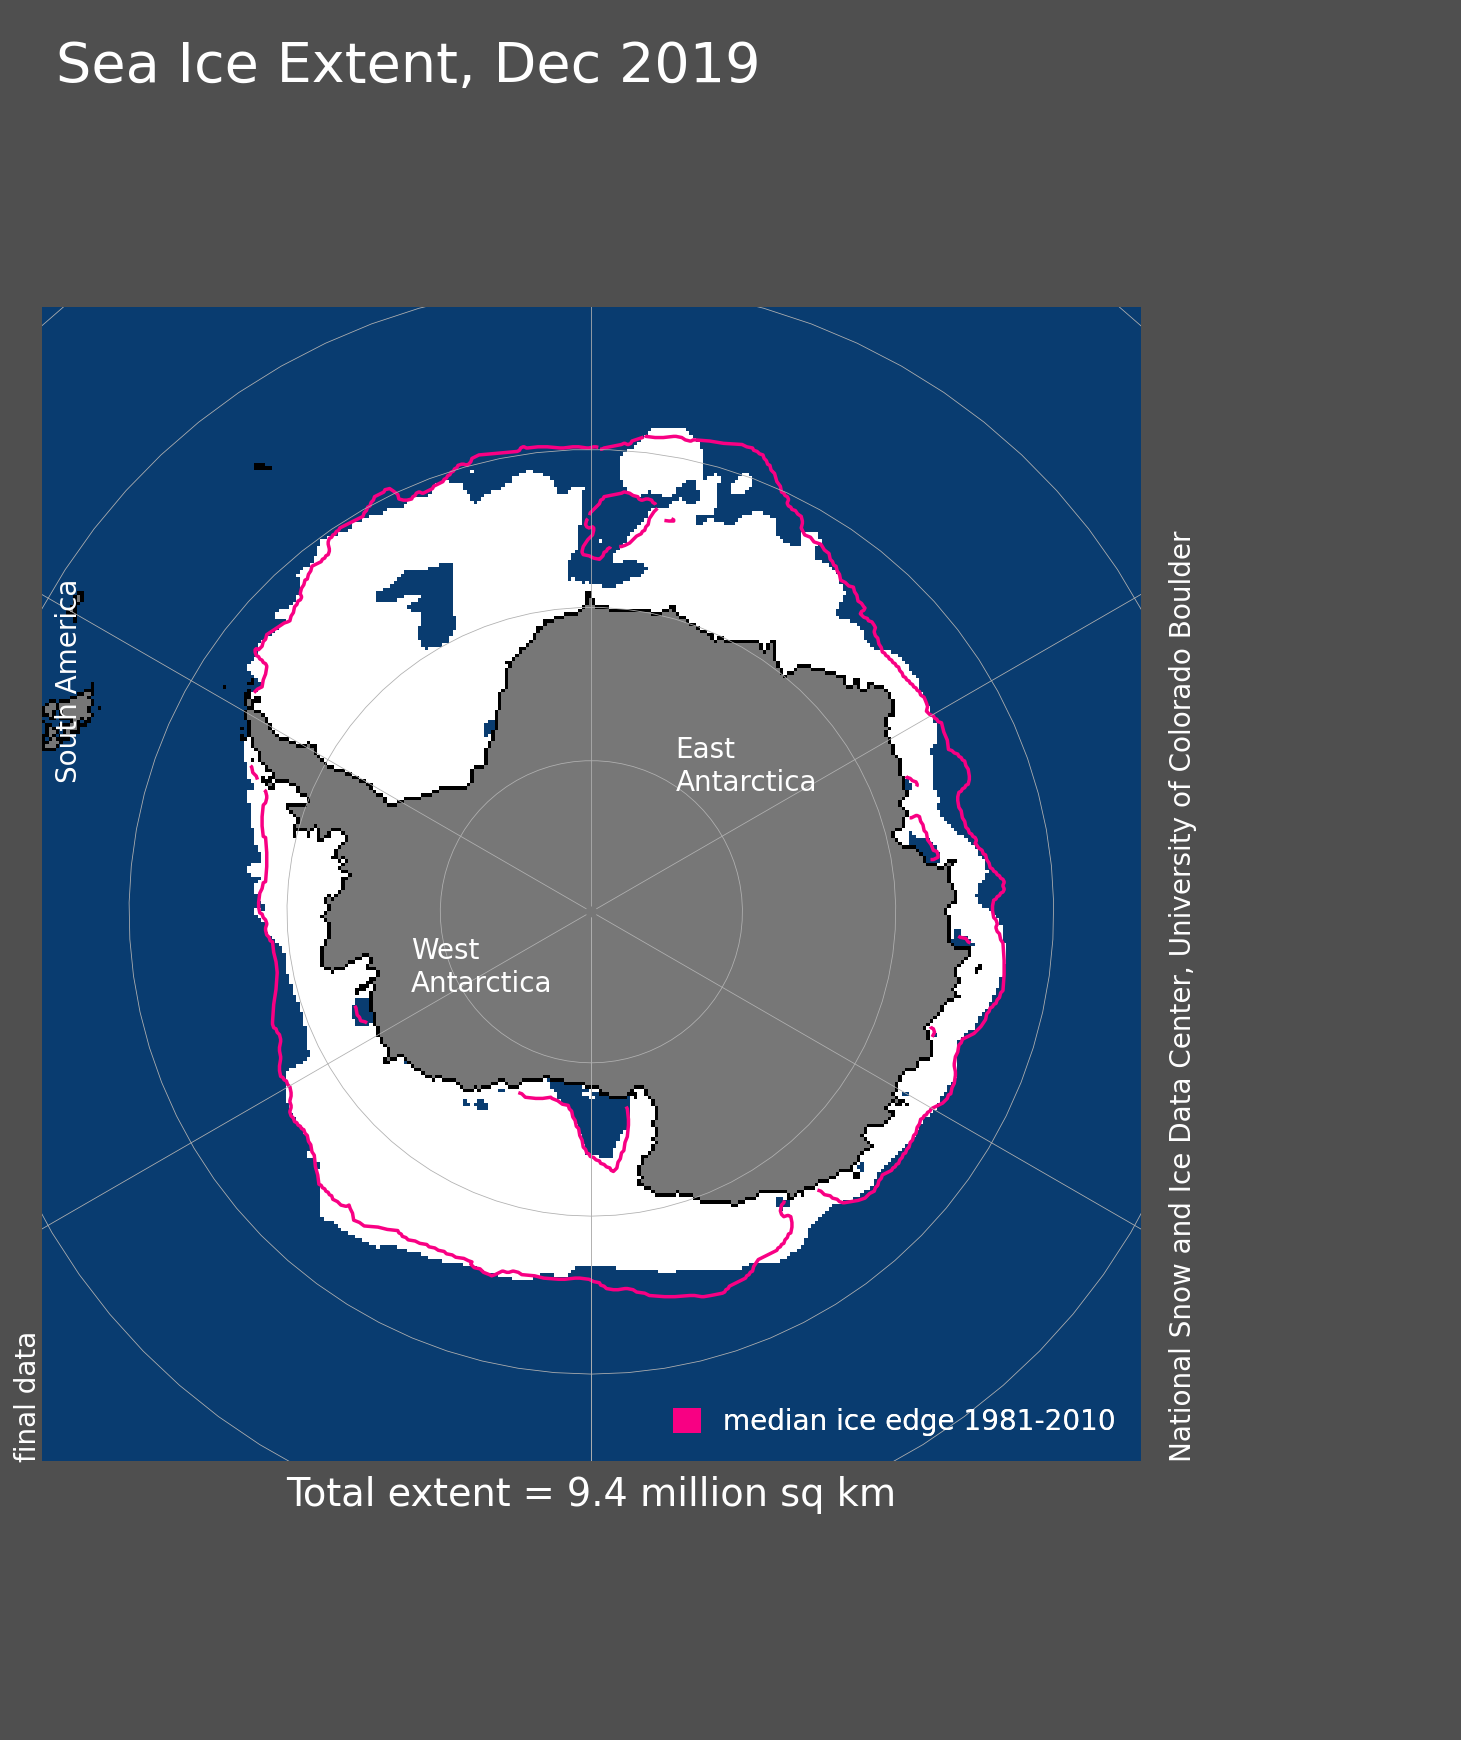 Sea Ice Extent, Dec 2019
South America
East
Antarctica
West
Antarctica
National Snow and Ice Data Center, University of Colorado Boulder
final data
median ice edge 1981-2010
Total extent = 9.4 million sq km